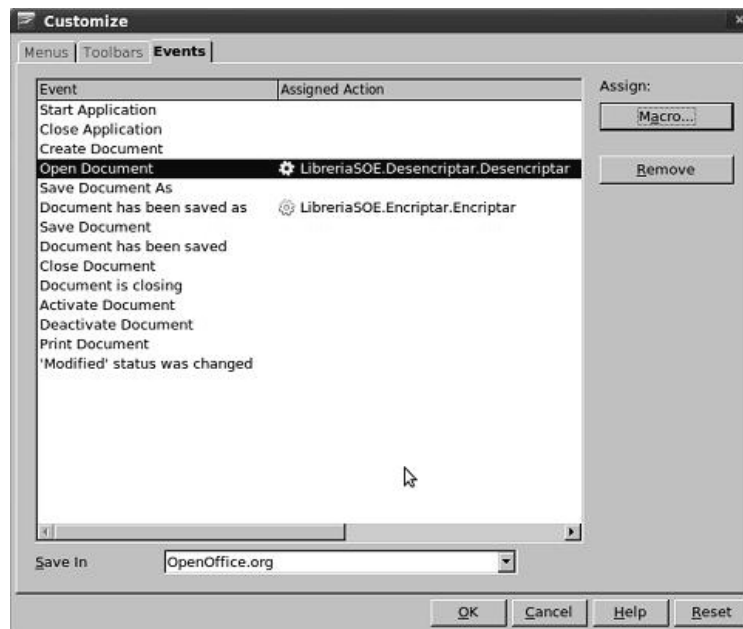 Customize
Menus Toolbars Events
Event Assigned Action
Start Application
Close Application
Create Document
Open Document LibreriaSOE.Desencriptar.Desencriptar
Save Document As
Document has been saved as LibreriaSOE.Encriptar.Encriptar
Save Document
Document has been saved
Close Document
Document is closing
Activate Document
Deactivate Document
Print Document
'Modified' status was changed
Assign:
Macro...
Remove
Save In OpenOffice.org
OK Cancel Help Reset